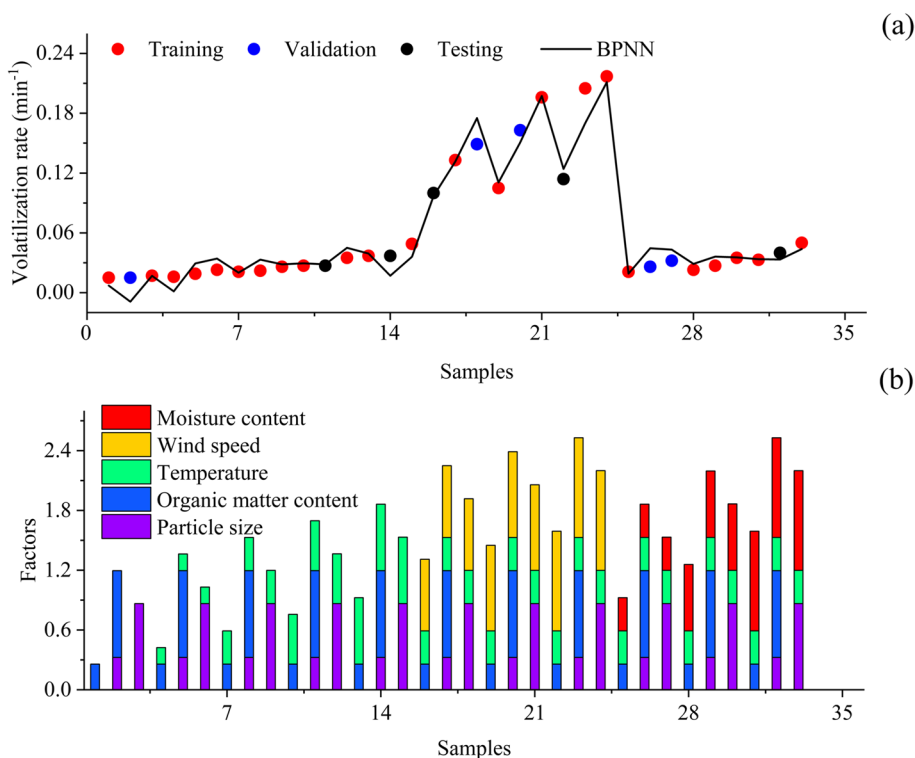 (a)
Training Validation Testing BPNN
Volatilization rate (min⁻¹)
0.24
0.18
0.12
0.06
0.00
0 7 14 21 28 35
Samples
(b)
Moisture content
Wind speed
Temperature
Organic matter content
Particle size
Factors
2.4
1.8
1.2
0.6
0.0
7 14 21 28 35
Samples